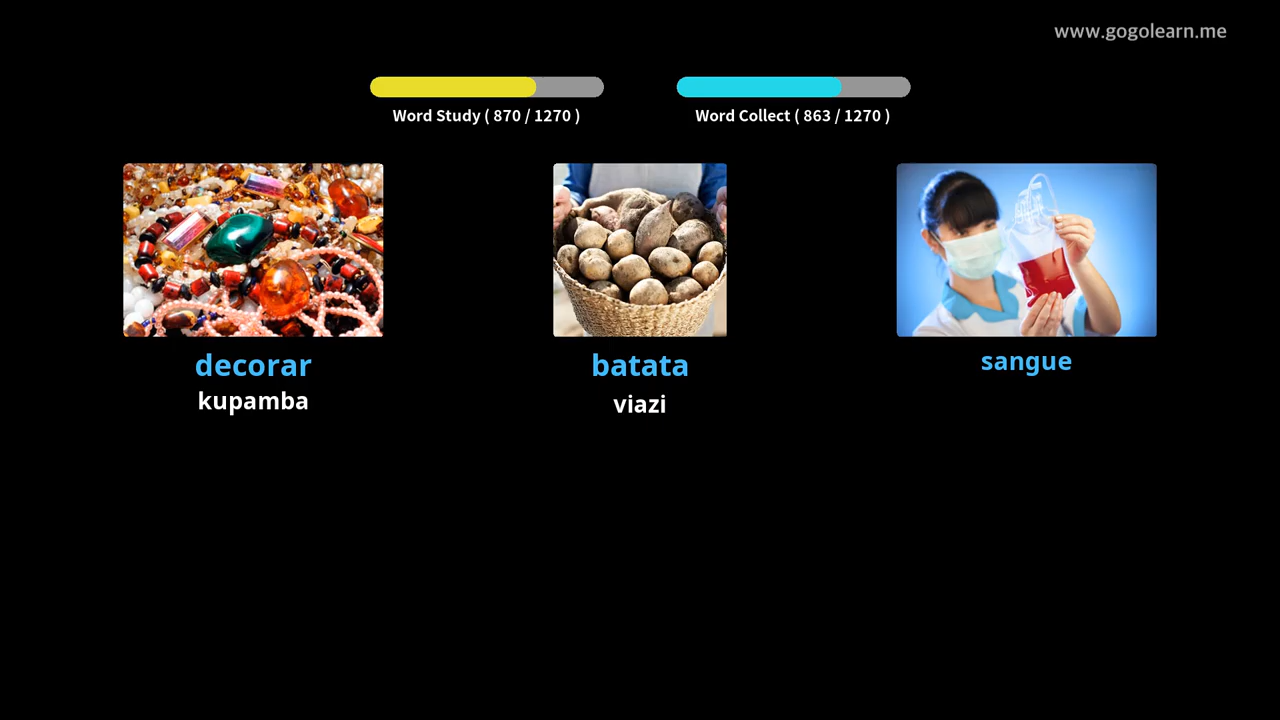 www.gogolearn.me
Word Study ( 870 / 1270 )
Word Collect ( 863 / 1270 )
decorar
kupamba
batata
viazi
sangue